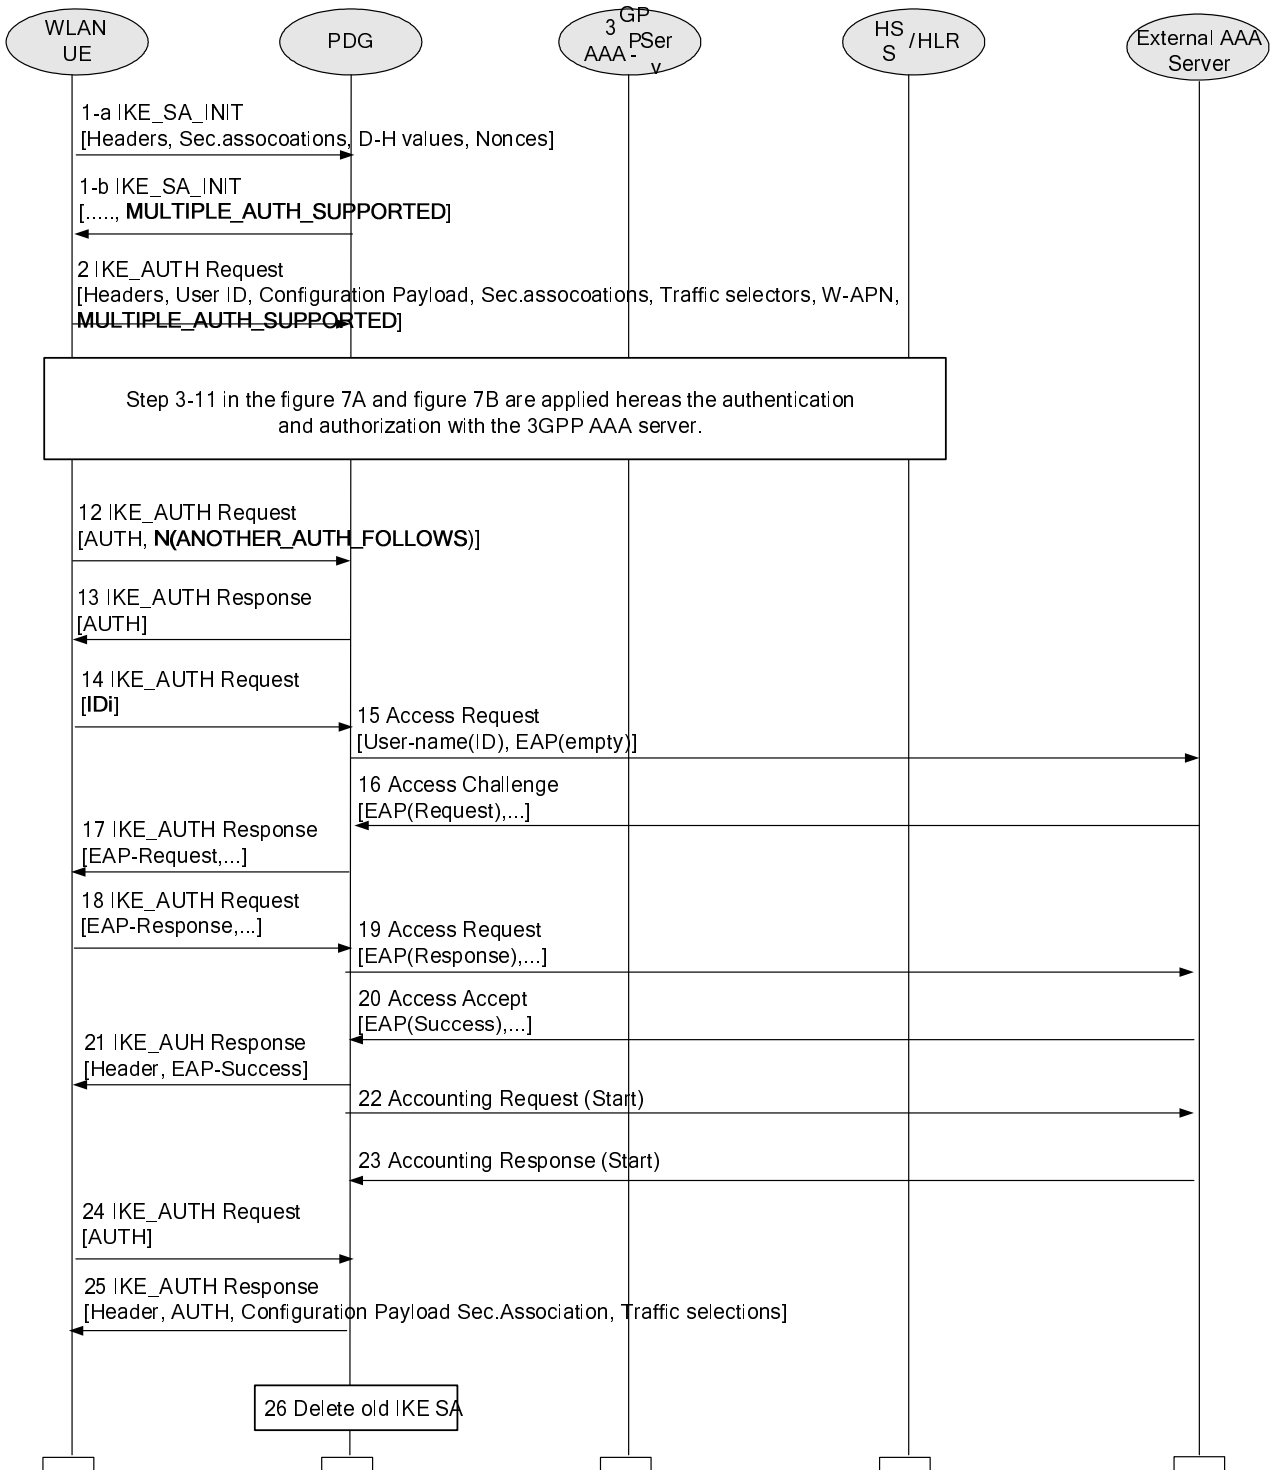 WLAN
UE
PDG
3GPP
AAA-Serv
HSS/HLR
External AAA
Server
1-a IKE_SA_INIT
[Headers, Sec.assocoations, D-H values, Nonces]
1-b IKE_SA_INIT
[....., MULTIPLE_AUTH_SUPPORTED]
2 IKE_AUTH Request
[Headers, User ID, Configuration Payload, Sec.assocoations, Traffic selectors, W-APN,
MULTIPLE_AUTH_SUPPORTED]
Step 3-11 in the figure 7A and figure 7B are applied hereas the authentication
and authorization with the 3GPP AAA server.
12 IKE_AUTH Request
[AUTH, N(ANOTHER_AUTH_FOLLOWS)]
13 IKE_AUTH Response
[AUTH]
14 IKE_AUTH Request
[IDi]
15 Access Request
[User-name(ID), EAP(empty)]
16 Access Challenge
[EAP(Request),...]
17 IKE_AUTH Response
[EAP-Request,...]
18 IKE_AUTH Request
[EAP-Response,...]
19 Access Request
[EAP(Response),...]
20 Access Accept
[EAP(Success),...]
21 IKE_AUH Response
[Header, EAP-Success]
22 Accounting Request (Start)
23 Accounting Response (Start)
24 IKE_AUTH Request
[AUTH]
25 IKE_AUTH Response
[Header, AUTH, Configuration Payload Sec.Association, Traffic selections]
26 Delete old IKE SA